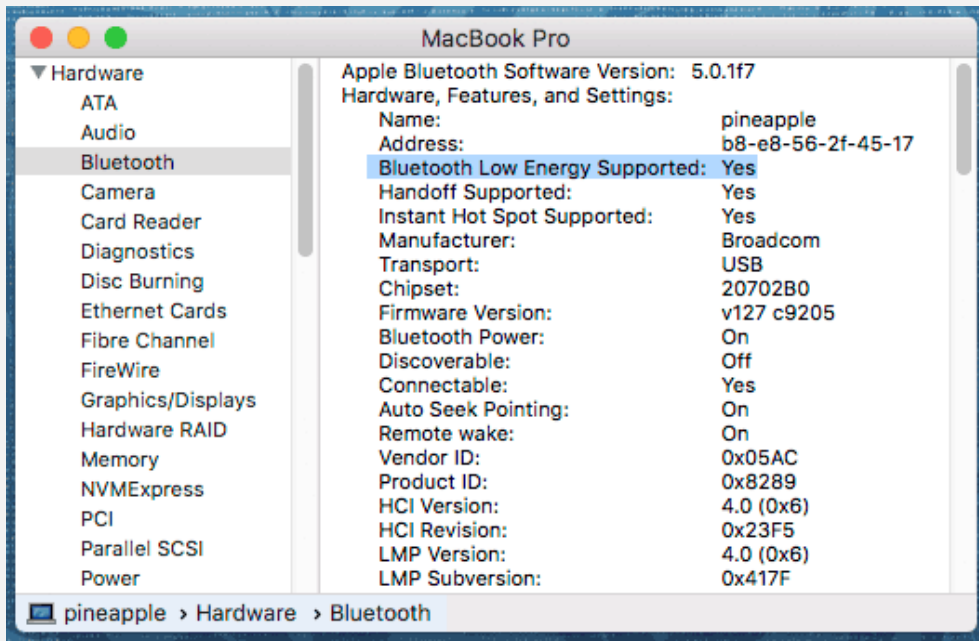 MacBook Pro
Hardware
ATA
Audio
Bluetooth
Camera
Card Reader
Diagnostics
Disc Burning
Ethernet Cards
Fibre Channel
FireWire
Graphics/Displays
Hardware RAID
Memory
NVMExpress
PCI
Parallel SCSI
Power
Apple Bluetooth Software Version: 5.0.1f7
Hardware, Features, and Settings:
Name: pineapple
Address: b8-e8-56-2f-45-17
Bluetooth Low Energy Supported: Yes
Handoff Supported: Yes
Instant Hot Spot Supported: Yes
Manufacturer: Broadcom
Transport: USB
Chipset: 20702B0
Firmware Version: v127 c9205
Bluetooth Power: On
Discoverable: Off
Connectable: Yes
Auto Seek Pointing: On
Remote wake: On
Vendor ID: 0x05AC
Product ID: 0x8289
HCI Version: 4.0 (0x6)
HCI Revision: 0x23F5
LMP Version: 4.0 (0x6)
LMP Subversion: 0x417F
pineapple › Hardware › Bluetooth